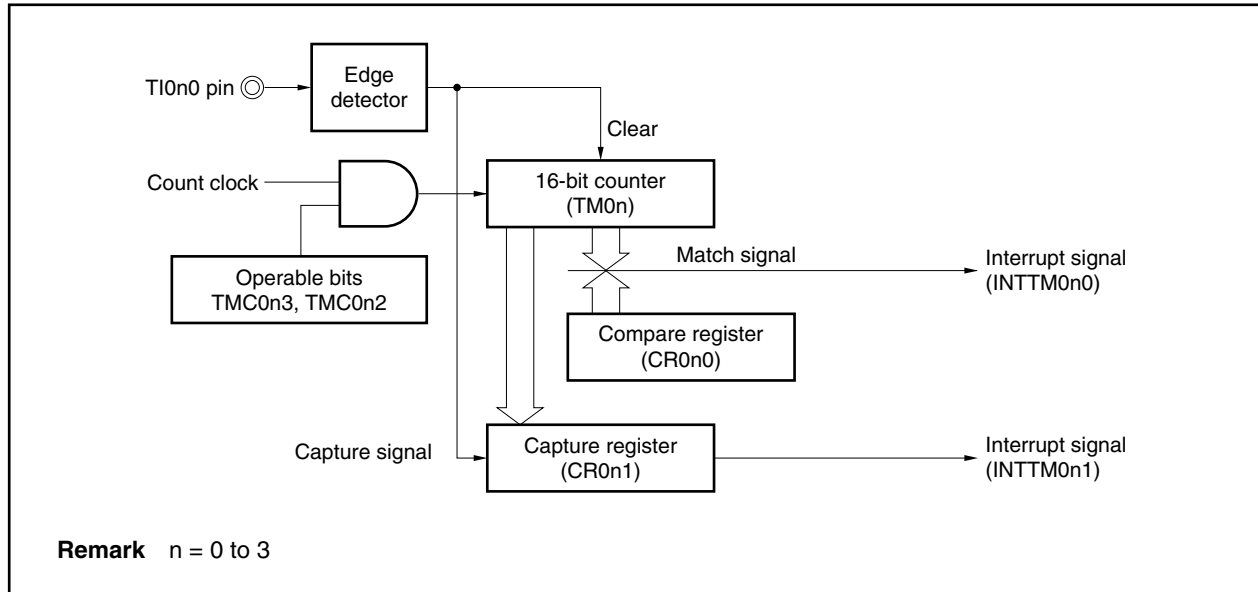 TI0n0 pin
Edge
detector
Clear
Count clock
16-bit counter
(TM0n)
Operable bits
TMC0n3, TMC0n2
Match signal
Interrupt signal
(INTTM0n0)
Compare register
(CR0n0)
Capture signal
Capture register
(CR0n1)
Interrupt signal
(INTTM0n1)
Remark n = 0 to 3